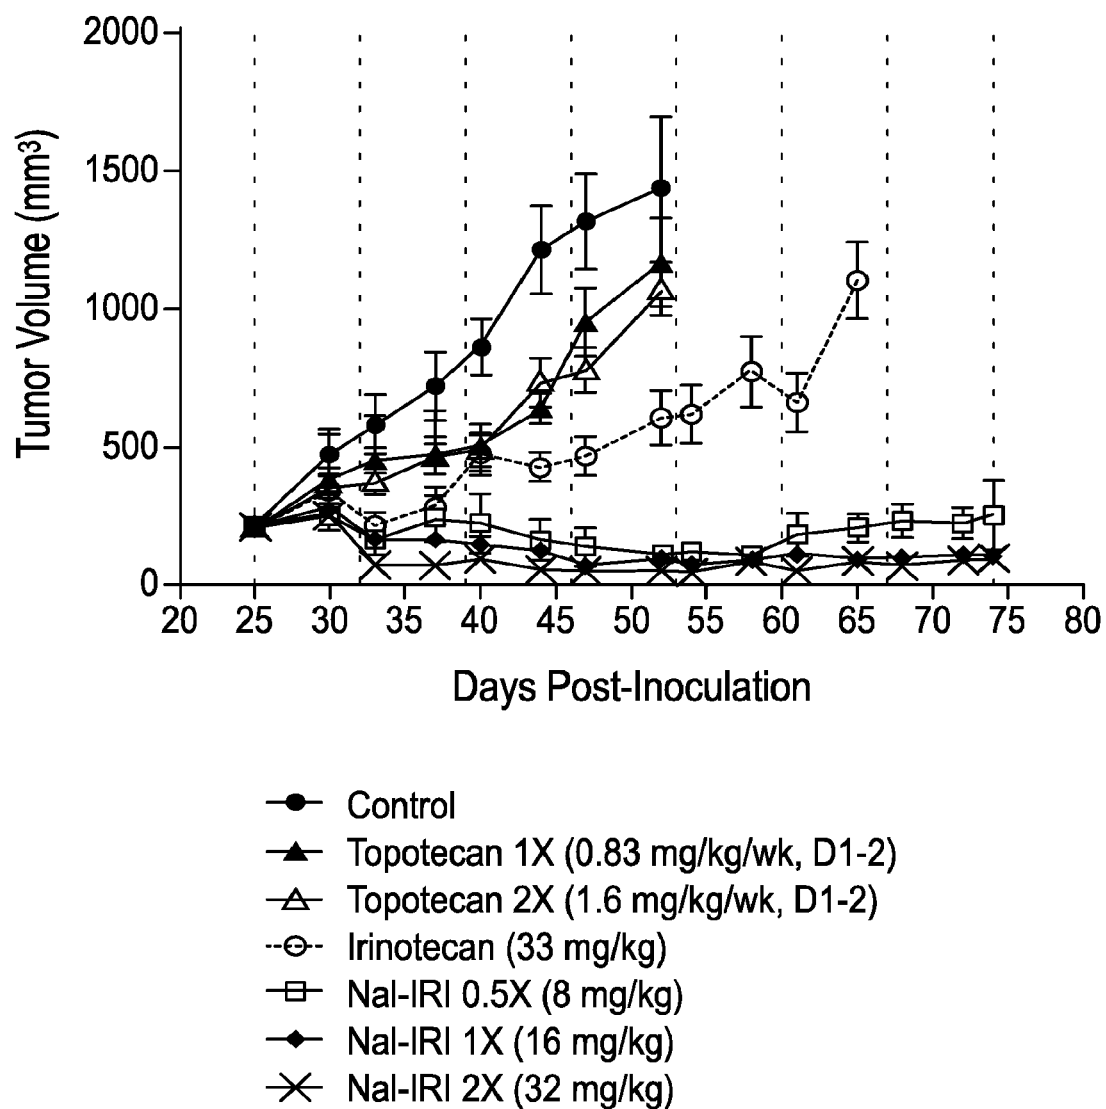 2000
1500
1000
500
0
Tumor Volume (mm³)
20 25 30 35 40 45 50 55 60 65 70 75 80
Days Post-Inoculation
Control
Topotecan 1X (0.83 mg/kg/wk, D1-2)
Topotecan 2X (1.6 mg/kg/wk, D1-2)
Irinotecan (33 mg/kg)
Nal-IRI 0.5X (8 mg/kg)
Nal-IRI 1X (16 mg/kg)
Nal-IRI 2X (32 mg/kg)